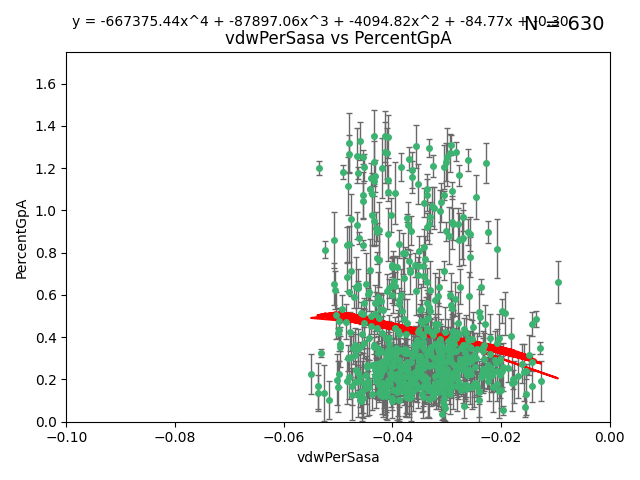 y = -667375.44x^4 + -87897.06x^3 + -4094.82x^2 + -84.77x + -0.30
N = 630
vdwPerSasa vs PercentGpA
PercentGpA
1.6
1.4
1.2
1.0
0.8
0.6
0.4
0.2
0.0
−0.10 −0.08 −0.06 −0.04 −0.02 0.00
vdwPerSasa